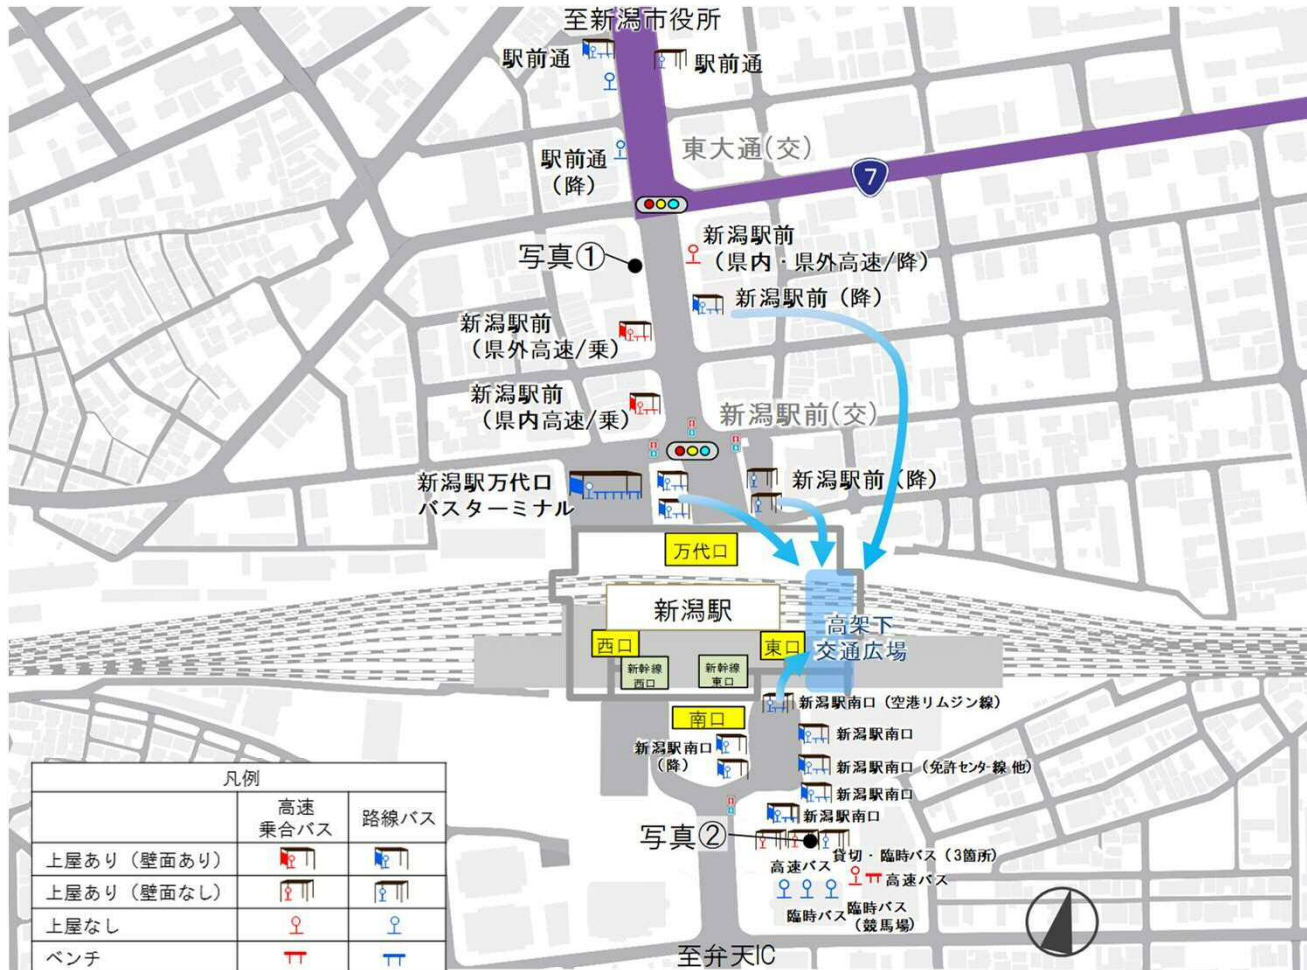 至新潟市役所
駅前通
駅前通
東大通(交)
駅前通
(降)
7
新潟駅前
(県内・県外高速/降)
写真①
新潟駅前(降)
新潟駅前
(県外高速/乗)
新潟駅前
(県内高速/乗)
新潟駅前(交)
新潟駅万代口
バスターミナル
新潟駅前(降)
万代口
新潟駅
高架下
交通広場
西口
東口
新幹線
西口
新幹線
東口
新潟駅南口(空港リムジン線)
南口
新潟駅南口
(降)
新潟駅南口
新潟駅南口(免許センター線 他)
新潟駅南口
新潟駅南口
写真②
貸切・臨時バス(3箇所)
高速バス
高速バス
臨時バス
臨時バス
(競馬場)
至弁天IC
凡例
高速
乗合バス
路線バス
上屋あり(壁面あり)
上屋あり(壁面なし)
上屋なし
ベンチ